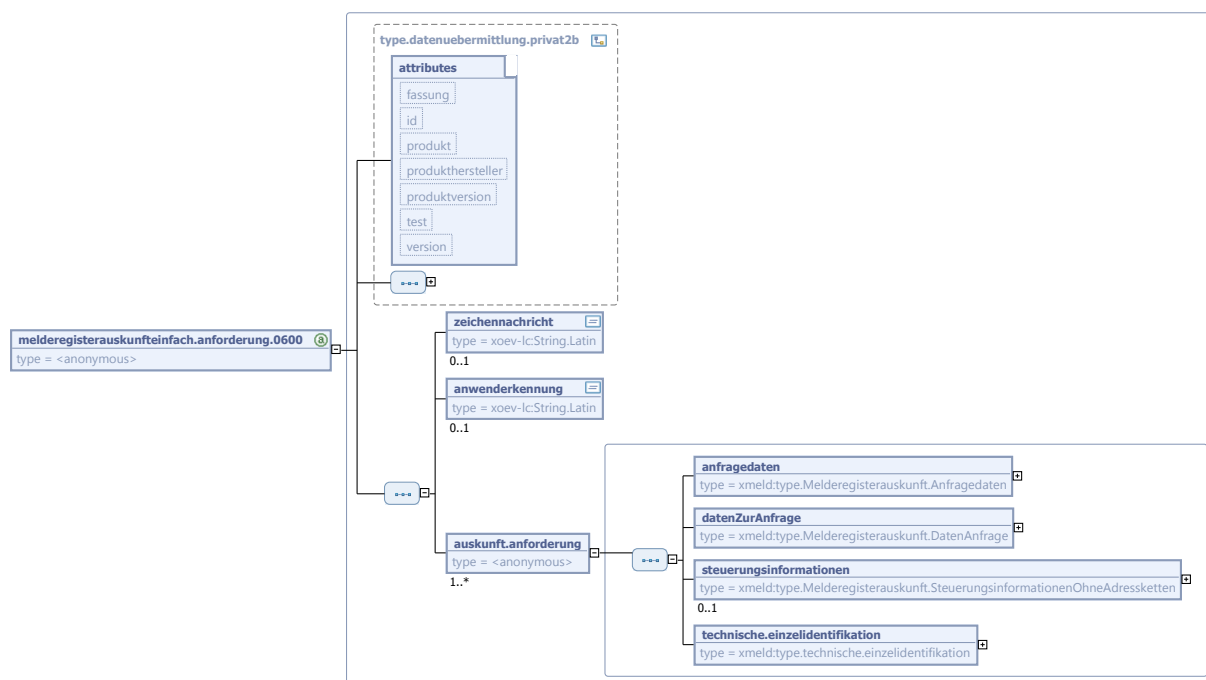 type.datenuebermittlung.privat2b
attributes
fassung
id
produkt
produkthersteller
produktversion
test
version
melderegisterauskunfteinfach.anforderung.0600 a
type = <anonymous>
zeichennachricht
type = xoev-lc:String.Latin
0..1
anwenderkennung
type = xoev-lc:String.Latin
0..1
auskunft.anforderung
type = <anonymous>
1..*
anfragedaten
type = xmeld:type.Melderegisterauskunft.Anfragedaten
datenZurAnfrage
type = xmeld:type.Melderegisterauskunft.DatenAnfrage
steuerungsinformationen
type = xmeld:type.Melderegisterauskunft.SteuerungsinformationenOhneAdressketten
0..1
technische.einzelidentifikation
type = xmeld:type.technische.einzelidentifikation